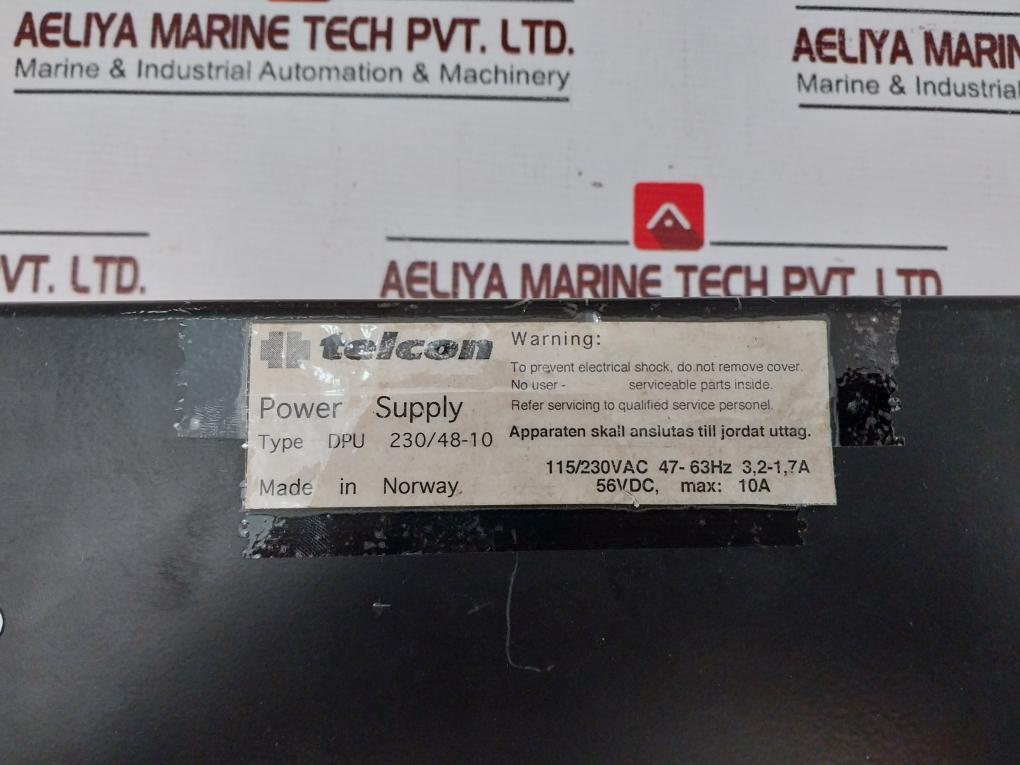 AELIYA MARINE TECH PVT. LTD.
Marine & Industrial Automation & Machinery
AELIYA MARIN
Marine & Industrial
VT. LTD.
AELIYA MARINE TECH PVT. LTD
telcon
Power Supply
Type DPU 230/48-10
Made in Norway
Warning:
To prevent electrical shock, do not remove cover.
No user - serviceable parts inside.
Refer servicing to qualified service personel.
Apparaten skall anslutas till jordat uttag.
115/230VAC 47- 63Hz 3,2-1,7A
56VDC, max: 10A